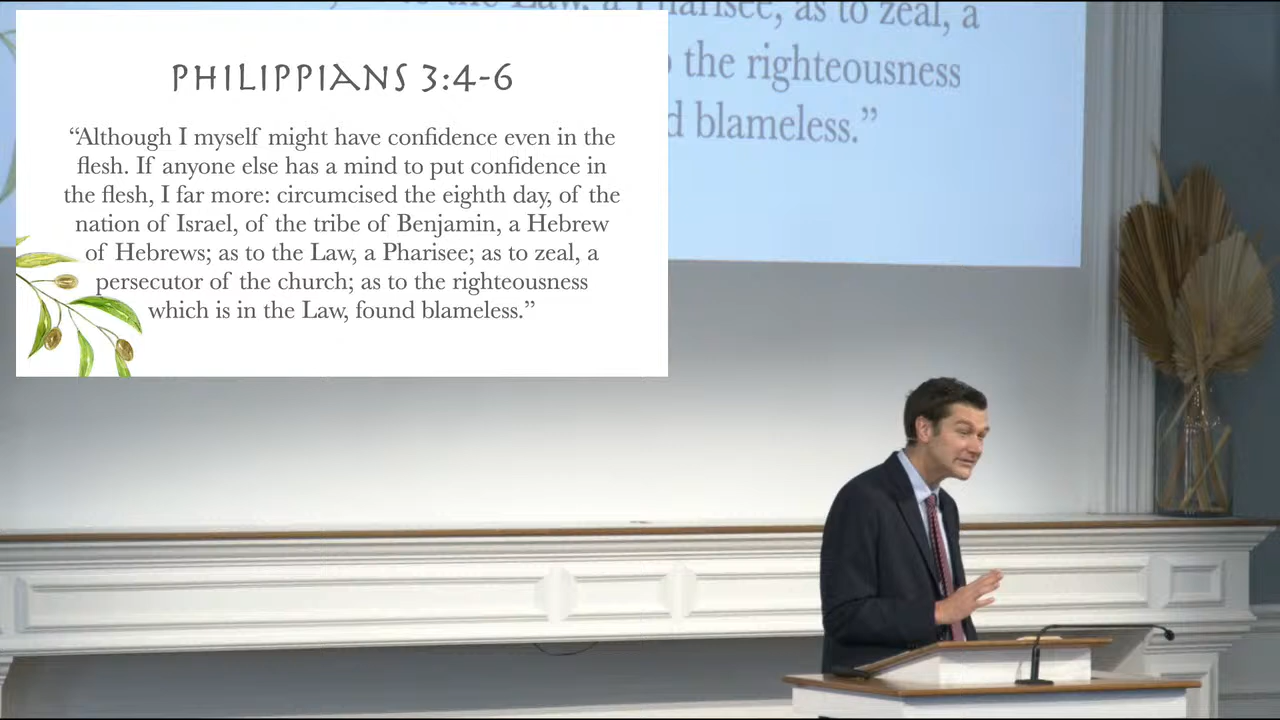 PHILIPPIANS 3:4-6
“Although I myself might have confidence even in the
flesh. If anyone else has a mind to put confidence in
the flesh, I far more: circumcised the eighth day, of the
nation of Israel, of the tribe of Benjamin, a Hebrew
of Hebrews; as to the Law, a Pharisee; as to zeal, a
persecutor of the church; as to the righteousness
which is in the Law, found blameless.”
the Law, a Pharisee, as to zeal, a
the righteousness
blameless.”